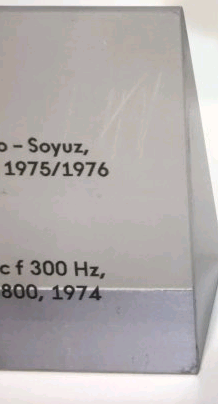 – Soyuz,
1975/1976
f 300 Hz,
800, 1974